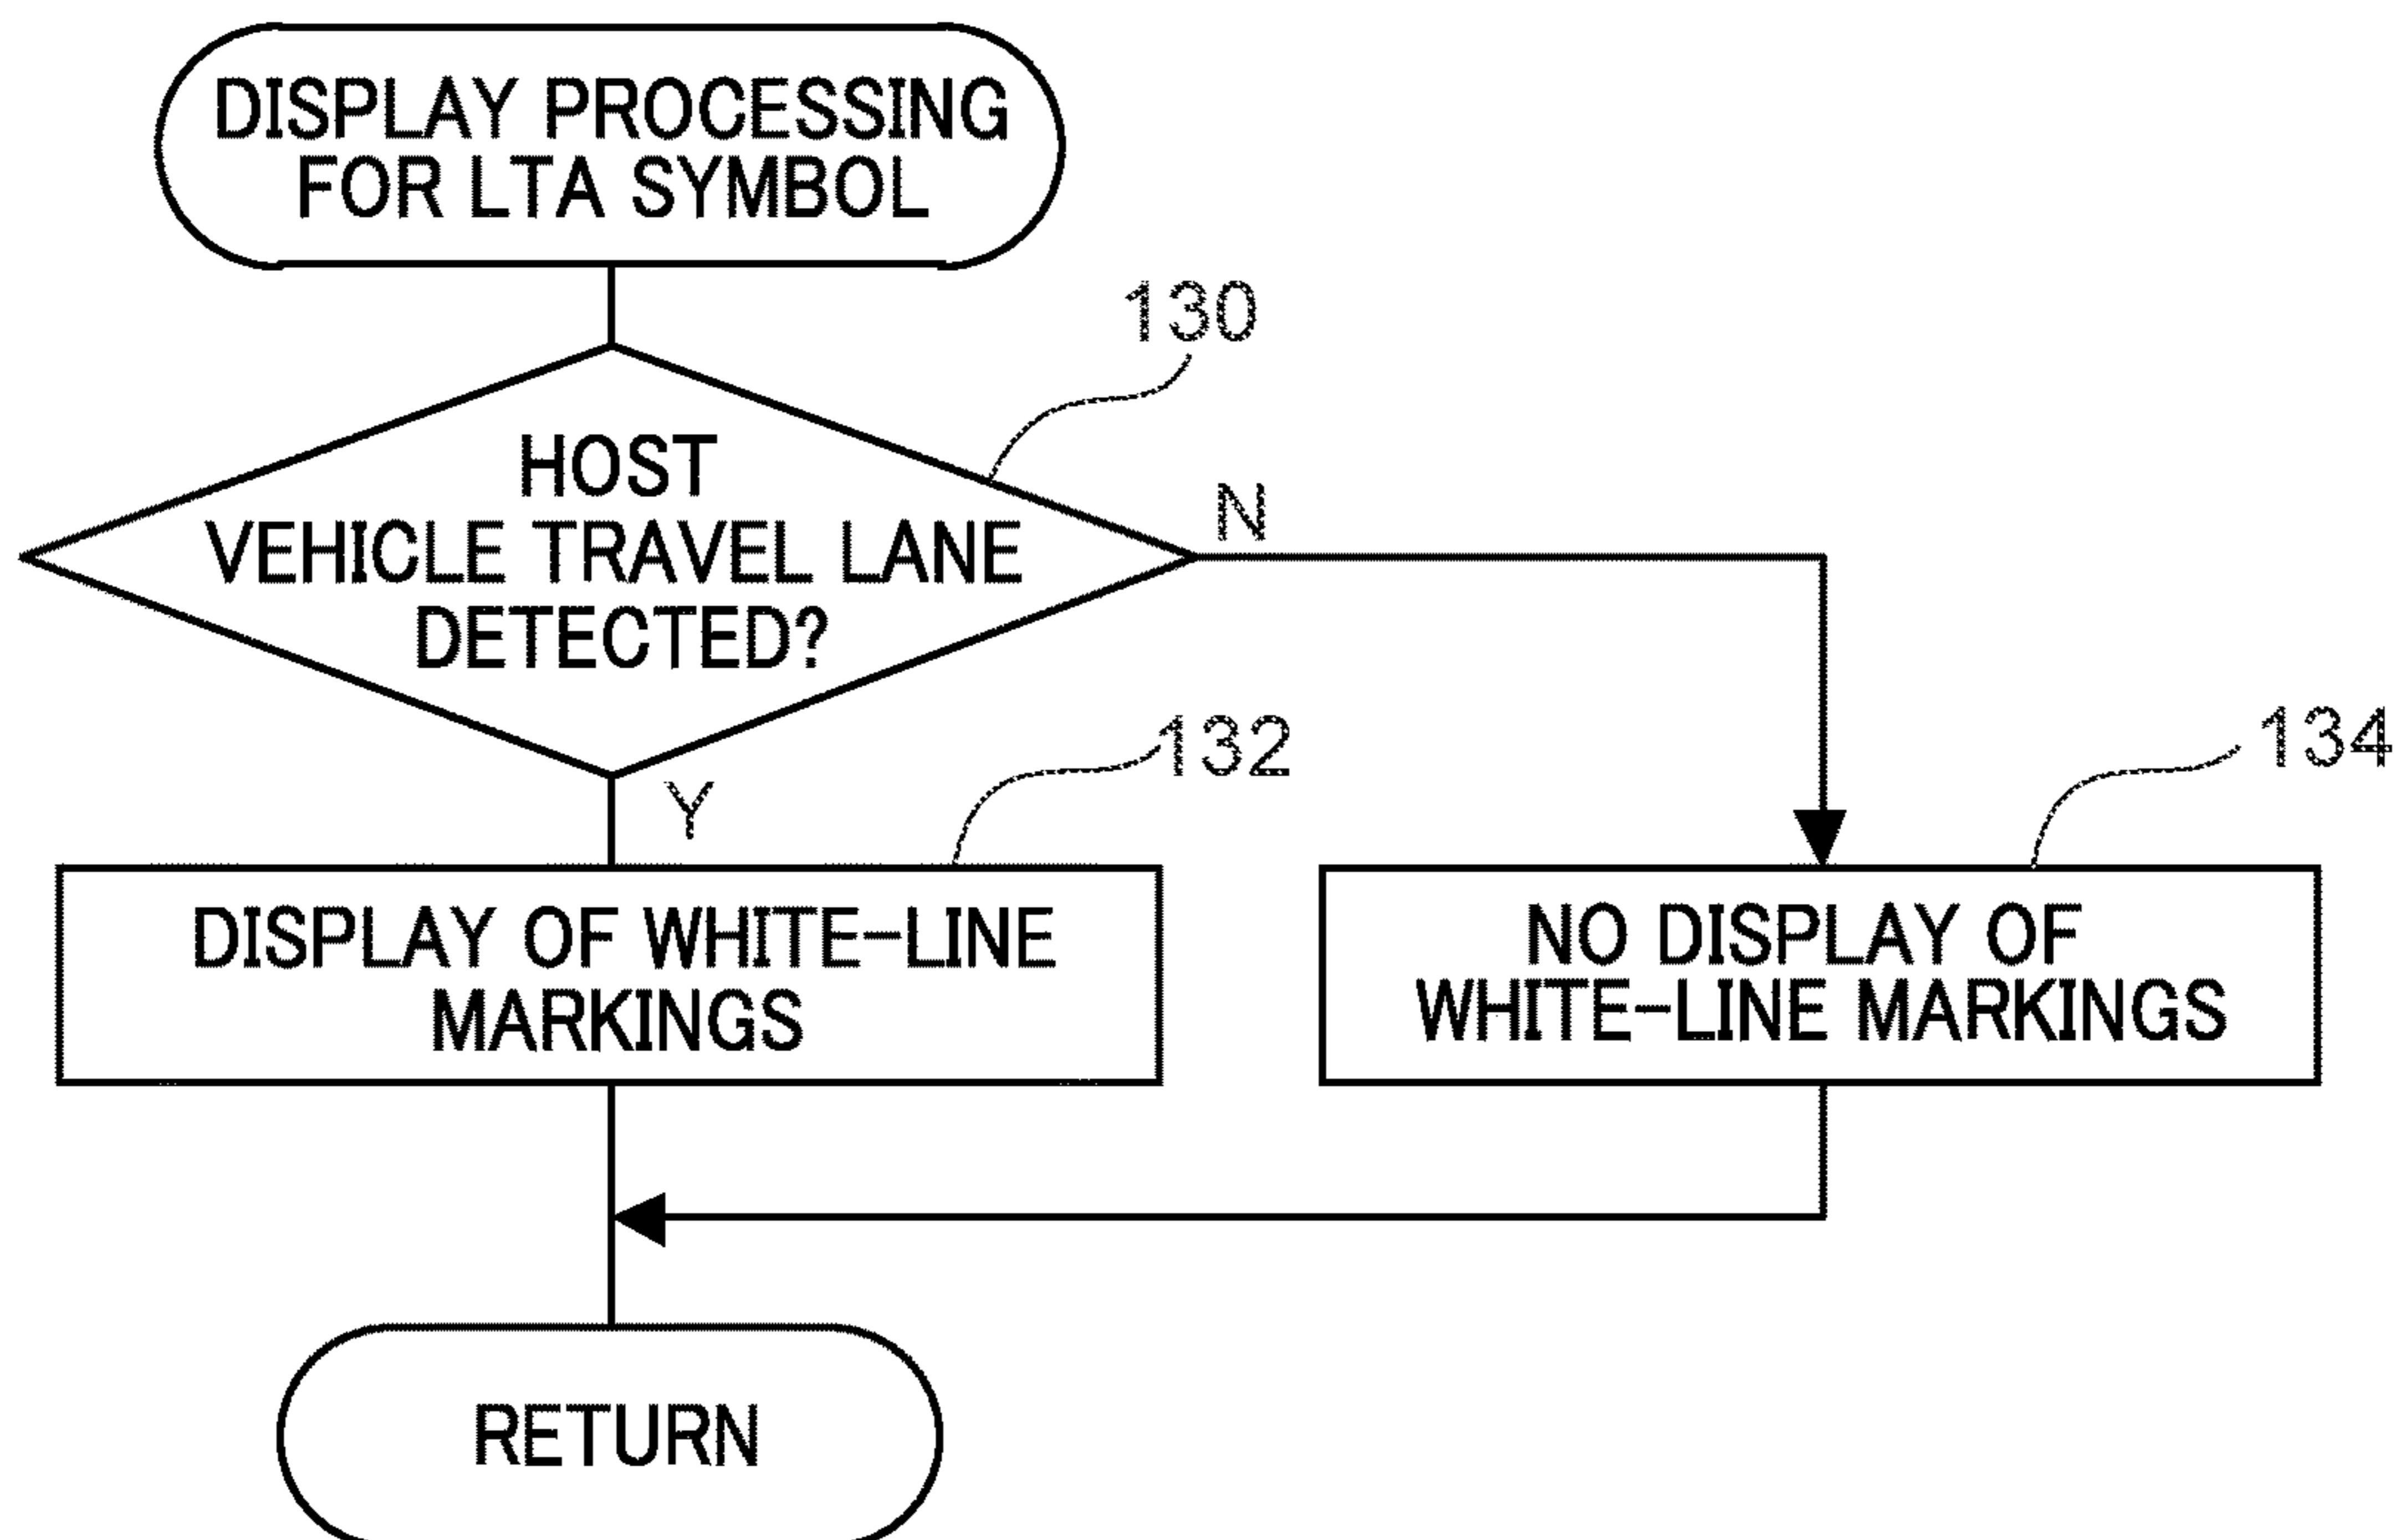 DISPLAY PROCESSING
FOR LTA SYMBOL
130
HOST
VEHICLE TRAVEL LANE
DETECTED?
N
Y
132
134
DISPLAY OF WHITE-LINE
MARKINGS
NO DISPLAY OF
WHITE-LINE MARKINGS
RETURN